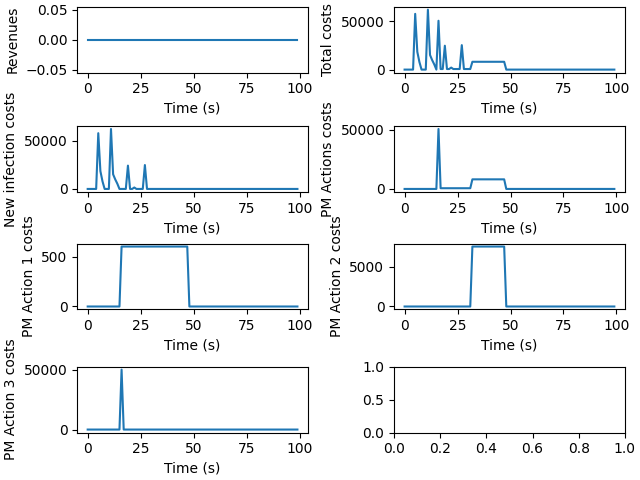 Revenues
0.05
0.00
−0.05
0 25 50 75 100
Time (s)
Total costs
50000
0
0 25 50 75 100
Time (s)
New infection costs
50000
0
0 25 50 75 100
Time (s)
PM Actions costs
50000
0
0 25 50 75 100
Time (s)
PM Action 1 costs
500
0
0 25 50 75 100
Time (s)
PM Action 2 costs
5000
0
0 25 50 75 100
Time (s)
PM Action 3 costs
50000
0
0 25 50 75 100
Time (s)
1.0
0.5
0.0
0.0 0.2 0.4 0.6 0.8 1.0